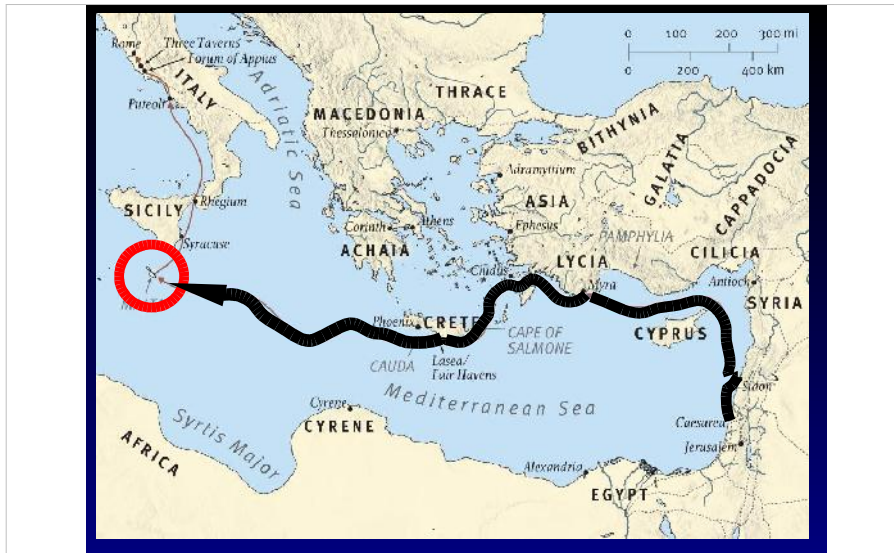 Rome
Three Taverns
Forum of Appius
ITALY
Puteoli
Adriatic Sea
0 100 200 300 mi
0 200 400 km
THRACE
MACEDONIA
Thessalonica
BITHYNIA
GALATIA
CAPPADOCIA
Adramyttium
ASIA
Ephesus
PAMPHYLIA
SICILY
Rhegium
Syracuse
Corinth
Athens
ACHAIA
Cnidus
LYCIA
Myra
CILICIA
Antioch
SYRIA
Phoenix
CRETE
CAPE OF
SALMONE
CYPRUS
CAUDA
Lasea/
Fair Havens
Sidon
Mediterranean Sea
Cyrene
CYRENE
Caesarea
Jerusalem
Syrtis Major
AFRICA
Alexandria
EGYPT